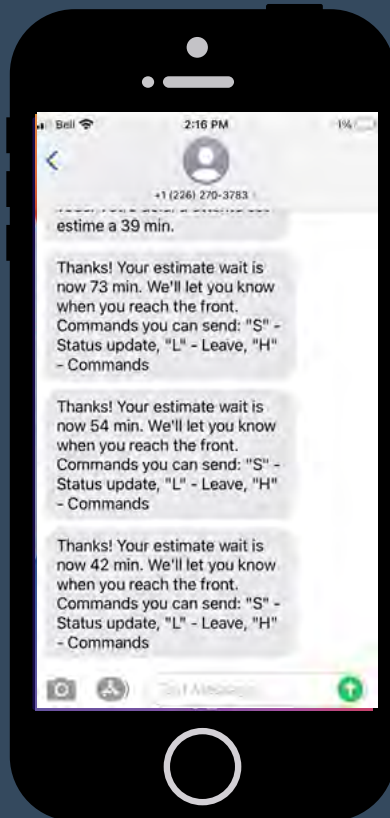 Bell
2:16 PM
1%
+1 (226) 270-3783
estime a 39 min.
Thanks! Your estimate wait is
now 73 min. We'll let you know
when you reach the front.
Commands you can send: "S" -
Status update, "L" - Leave, "H"
- Commands
Thanks! Your estimate wait is
now 54 min. We'll let you know
when you reach the front.
Commands you can send: "S" -
Status update, "L" - Leave, "H"
- Commands
Thanks! Your estimate wait is
now 42 min. We'll let you know
when you reach the front.
Commands you can send: "S" -
Status update, "L" - Leave, "H"
- Commands
Text Message